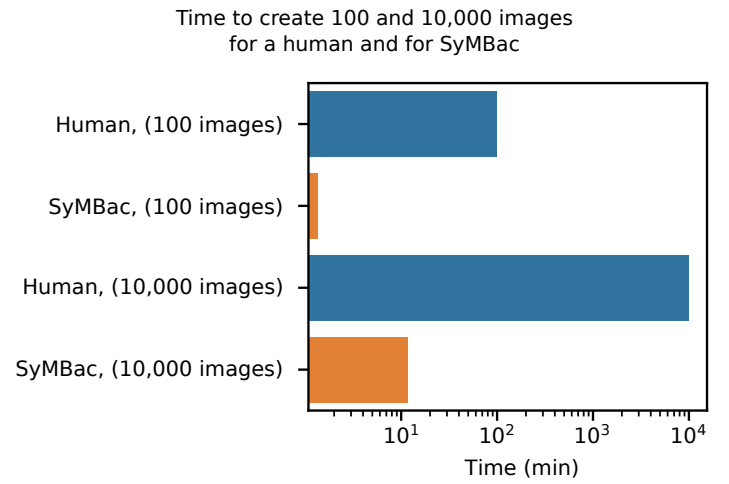 Time to create 100 and 10,000 images
for a human and for SyMBac
Human, (100 images)
SyMBac, (100 images)
Human, (10,000 images)
SyMBac, (10,000 images)
10¹ 10² 10³ 10⁴
Time (min)